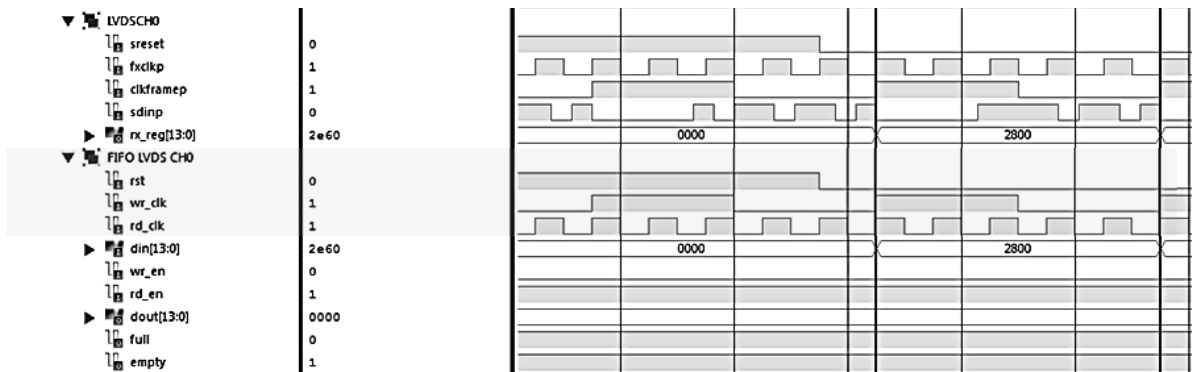 LVDSCH0
sreset 0
fxclkp 1
clkframep 1
sdinp 0
rx_reg[13:0] 2e60 0000 2800
FIFO LVDS CH0
rst 0
wr_clk 1
rd_clk 1
din[13:0] 2e60 0000 2800
wr_en 0
rd_en 1
dout[13:0] 0000
full 0
empty 1